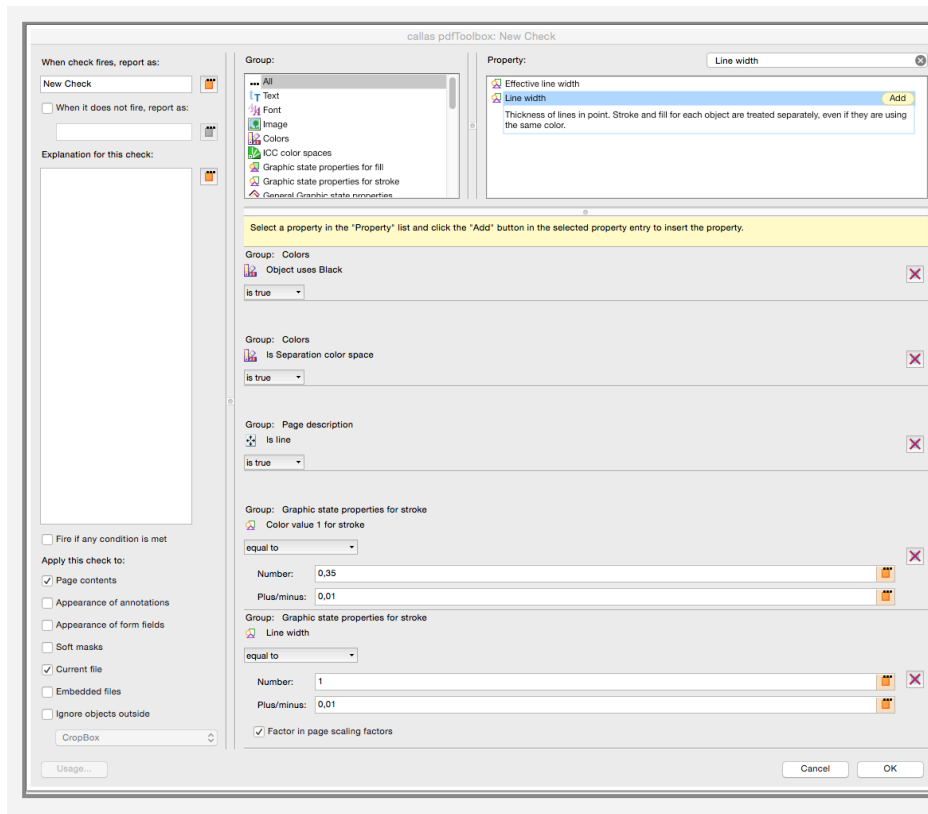 callas pdfToolbox: New Check
When check fires, report as:
New Check
When it does not fire, report as:
Explanation for this check:
Fire if any condition is met
Apply this check to:
Page contents
Appearance of annotations
Appearance of form fields
Soft masks
Current file
Embedded files
Ignore objects outside
CropBox
Usage...
Group:
... All
Text
Font
Image
Colors
ICC color spaces
Graphic state properties for fill
Graphic state properties for stroke
General Graphic state properties
Property:
Line width
Effective line width
Line width
Add
Thickness of lines in point. Stroke and fill for each object are treated separately, even if they are using
the same color.
Select a property in the "Property" list and click the "Add" button in the selected property entry to insert the property.
Group: Colors
Object uses Black
is true
Group: Colors
Is Separation color space
is true
Group: Page description
Is line
is true
Group: Graphic state properties for stroke
Color value 1 for stroke
equal to
Number: 0,35
Plus/minus: 0,01
Group: Graphic state properties for stroke
Line width
equal to
Number: 1
Plus/minus: 0,01
Factor in page scaling factors
Cancel
OK